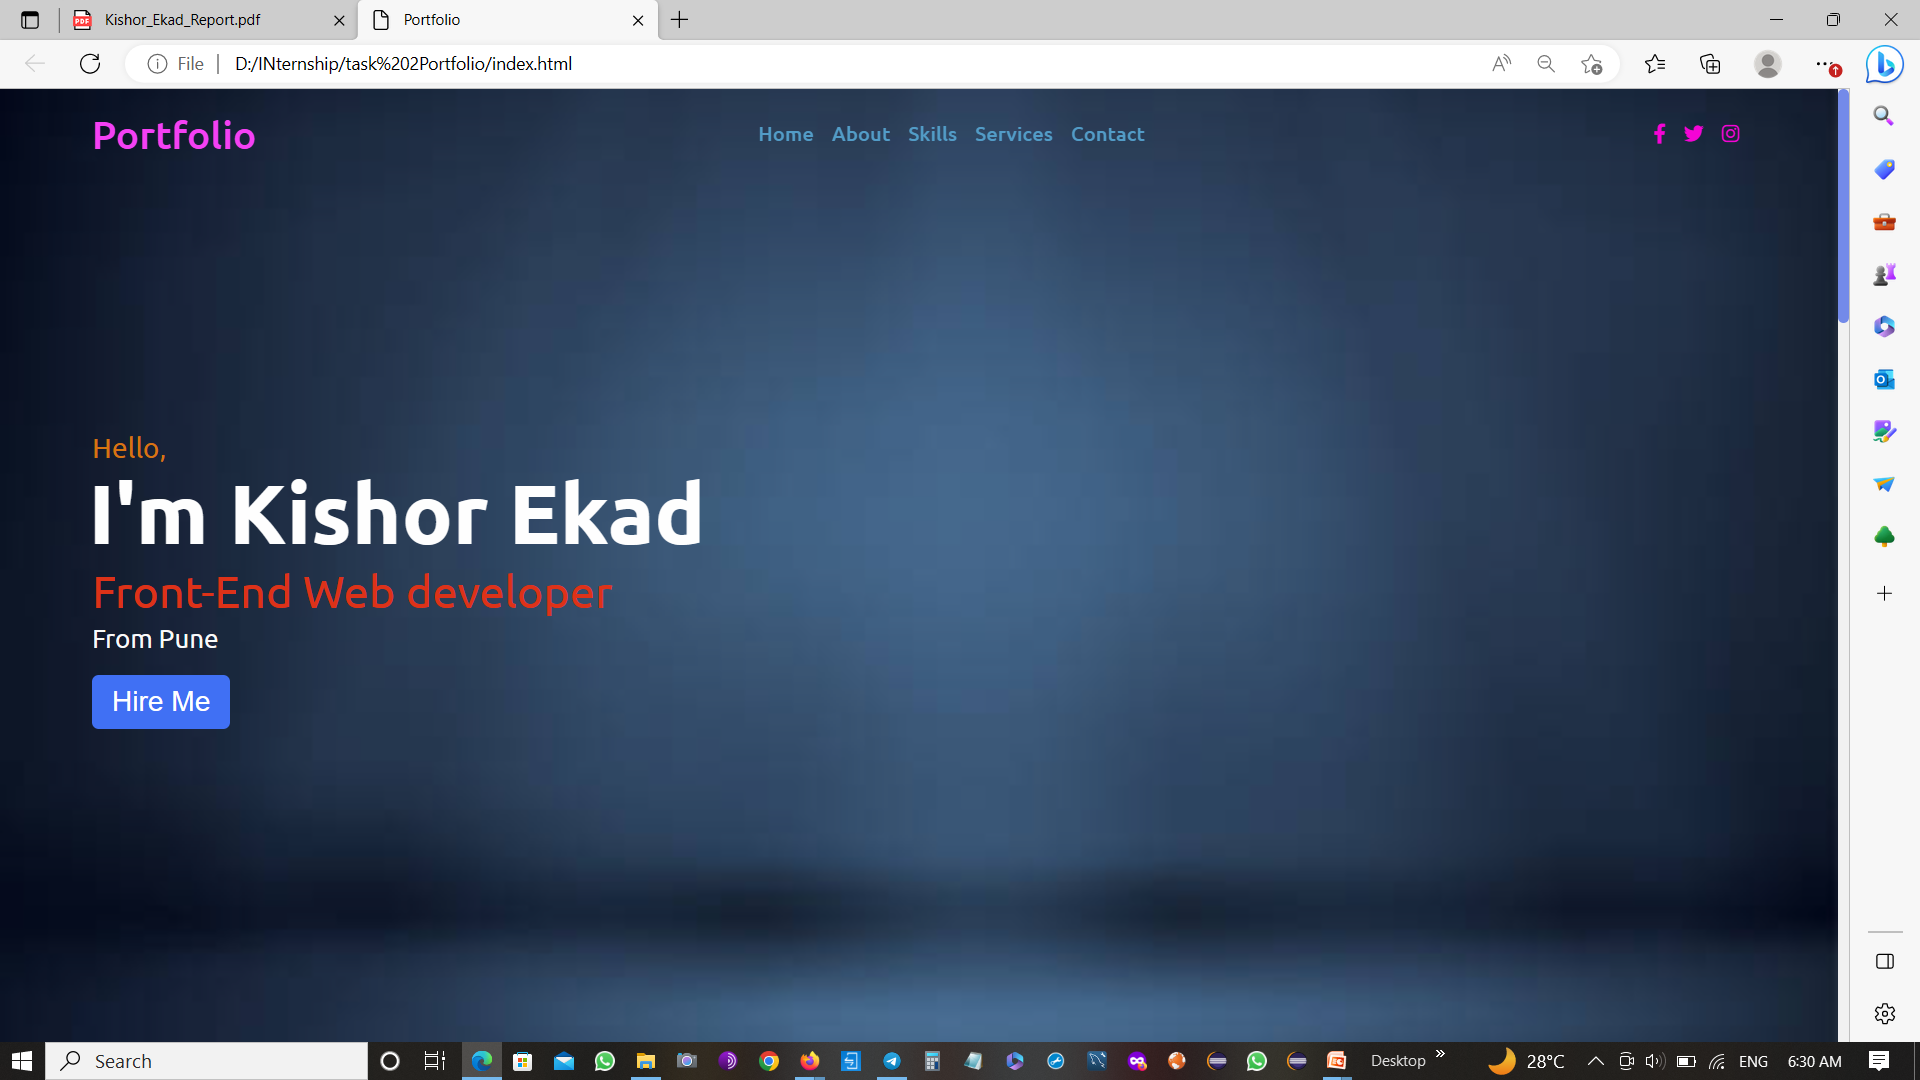 Kishor_Ekad_Report.pdf
Portfolio
File
D:/INternship/task%202Portfolio/index.html
Portfolio
Home About Skills Services Contact
Hello,
I'm Kishor Ekad
Front-End Web developer
From Pune
Hire Me
Search
Desktop
28°C
ENG
6:30 AM